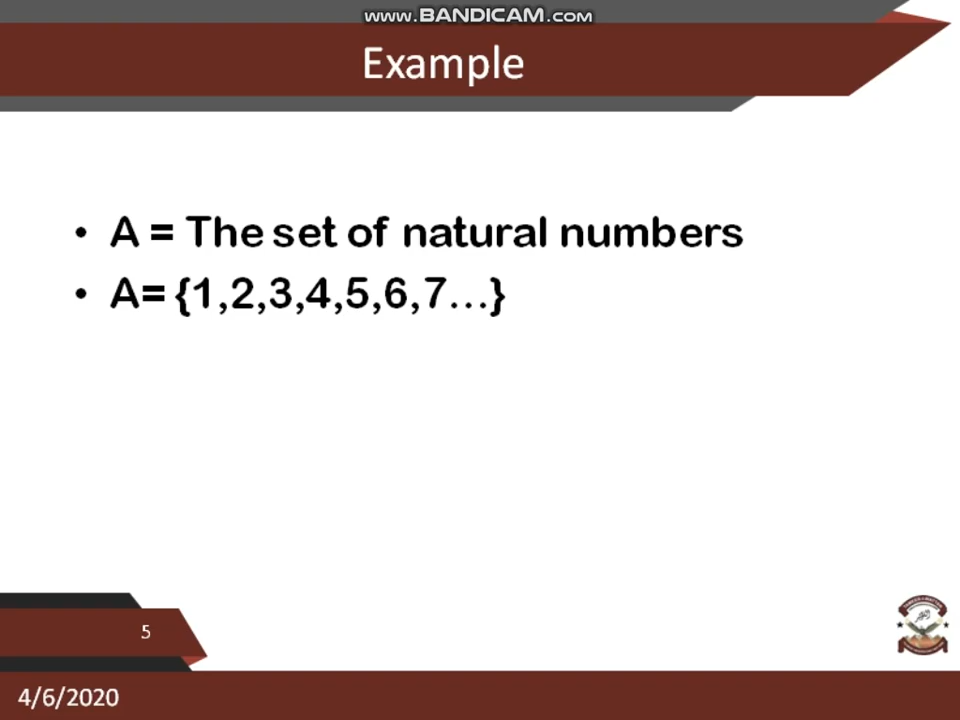 www.BANDICAM.com
Example
• A = The set of natural numbers
• A= {1,2,3,4,5,6,7...}
5
4/6/2020